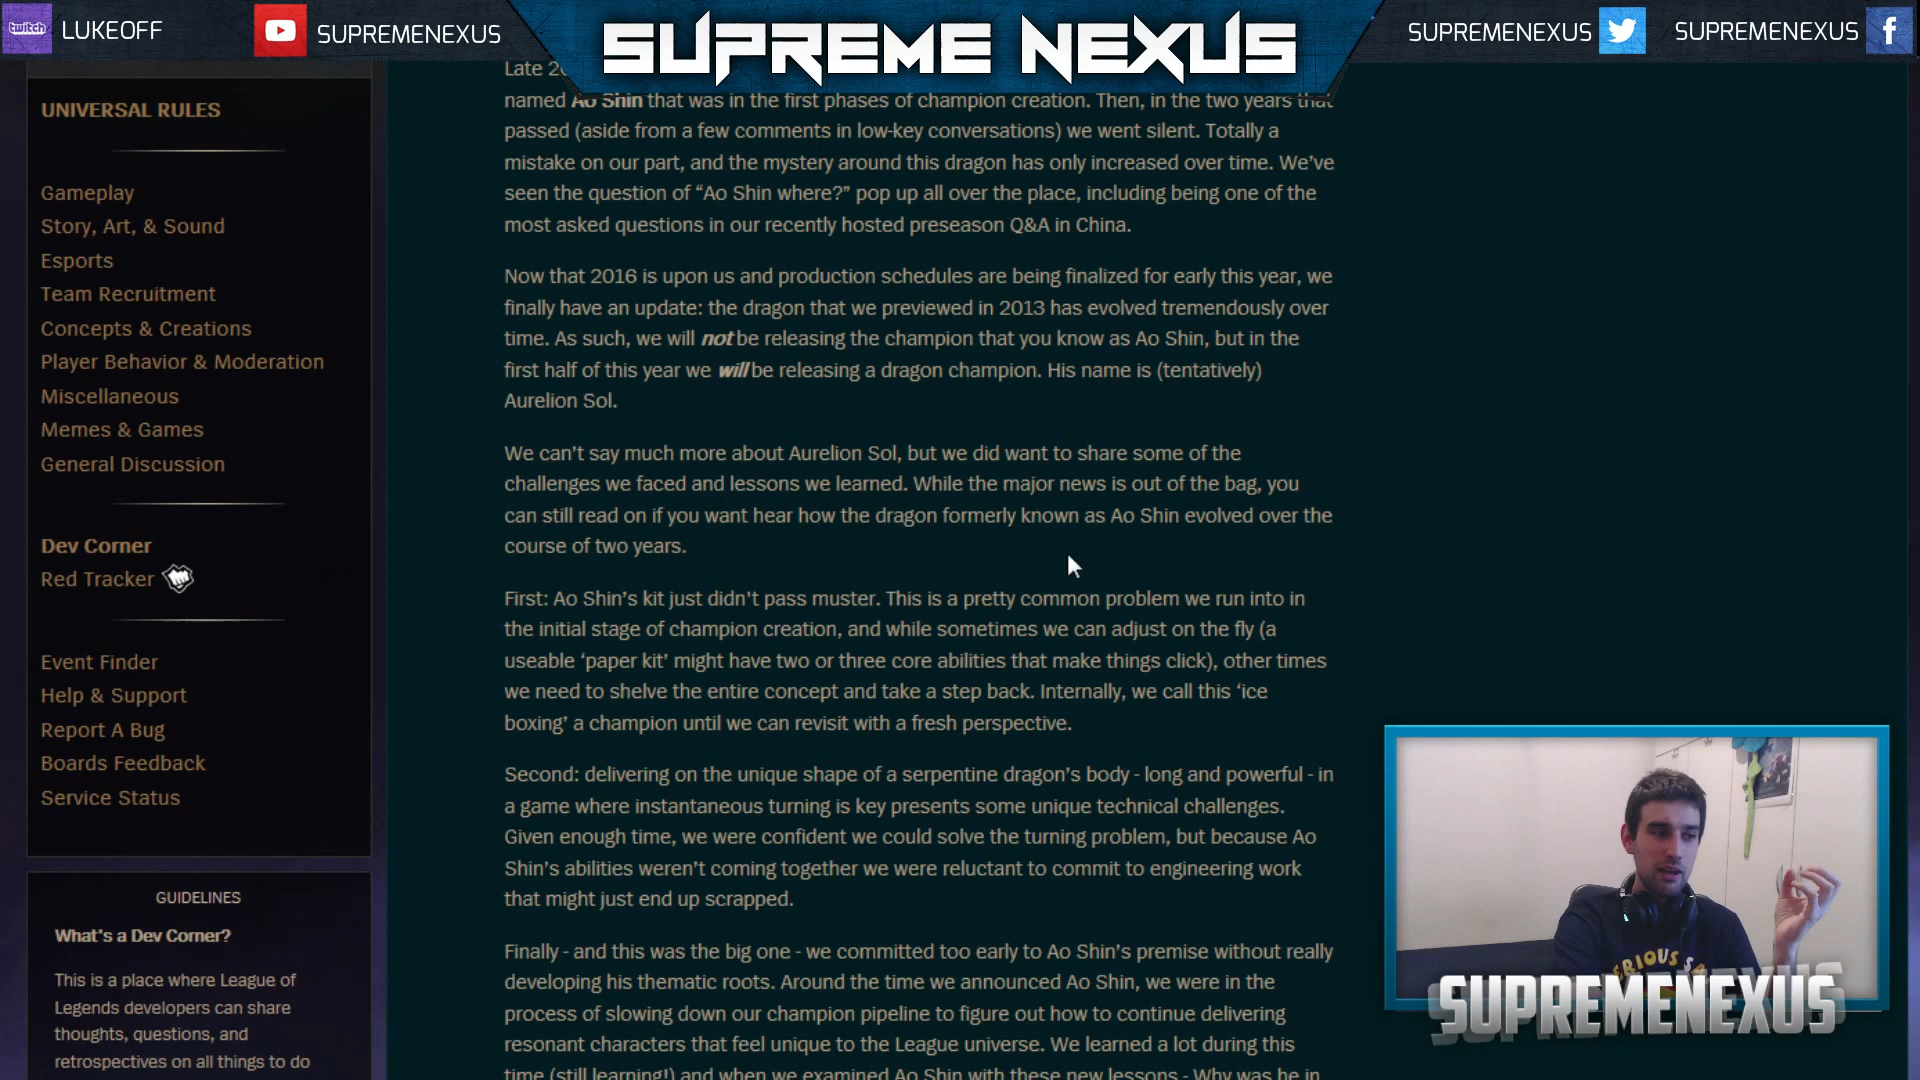 twitch LUKEOFF
SUPREMENEXUS
SUPREME NEXUS
SUPREMENEXUS
SUPREMENEXUS
UNIVERSAL RULES
Gameplay
Story, Art, & Sound
Esports
Team Recruitment
Concepts & Creations
Player Behavior & Moderation
Miscellaneous
Memes & Games
General Discussion
Dev Corner
Red Tracker
Event Finder
Help & Support
Report A Bug
Boards Feedback
Service Status
GUIDELINES
What's a Dev Corner?
This is a place where League of
Legends developers can share
thoughts, questions, and
retrospectives on all things to do
Late
named Ao Shin that was in the first phases of champion creation. Then, in the two years that
passed (aside from a few comments in low-key conversations) we went silent. Totally a
mistake on our part, and the mystery around this dragon has only increased over time. We’ve
seen the question of “Ao Shin where?” pop up all over the place, including being one of the
most asked questions in our recently hosted preseason Q&A in China.
Now that 2016 is upon us and production schedules are being finalized for early this year, we
finally have an update: the dragon that we previewed in 2013 has evolved tremendously over
time. As such, we will not be releasing the champion that you know as Ao Shin, but in the
first half of this year we will be releasing a dragon champion. His name is (tentatively)
Aurelion Sol.
We can’t say much more about Aurelion Sol, but we did want to share some of the
challenges we faced and lessons we learned. While the major news is out of the bag, you
can still read on if you want hear how the dragon formerly known as Ao Shin evolved over the
course of two years.
First: Ao Shin’s kit just didn't pass muster. This is a pretty common problem we run into in
the initial stage of champion creation, and while sometimes we can adjust on the fly (a
useable ‘paper kit’ might have two or three core abilities that make things click), other times
we need to shelve the entire concept and take a step back. Internally, we call this ‘ice
boxing’ a champion until we can revisit with a fresh perspective.
Second: delivering on the unique shape of a serpentine dragon’s body - long and powerful - in
a game where instantaneous turning is key presents some unique technical challenges.
Given enough time, we were confident we could solve the turning problem, but because Ao
Shin’s abilities weren’t coming together we were reluctant to commit to engineering work
that might just end up scrapped.
Finally - and this was the big one - we committed too early to Ao Shin’s premise without really
developing his thematic roots. Around the time we announced Ao Shin, we were in the
process of slowing down our champion pipeline to figure out how to continue delivering
resonant characters that feel unique to the League universe. We learned a lot during this
time (still learning!) and when we examined Ao Shin with these new lessons - Why was he in
SUPREMENEXUS